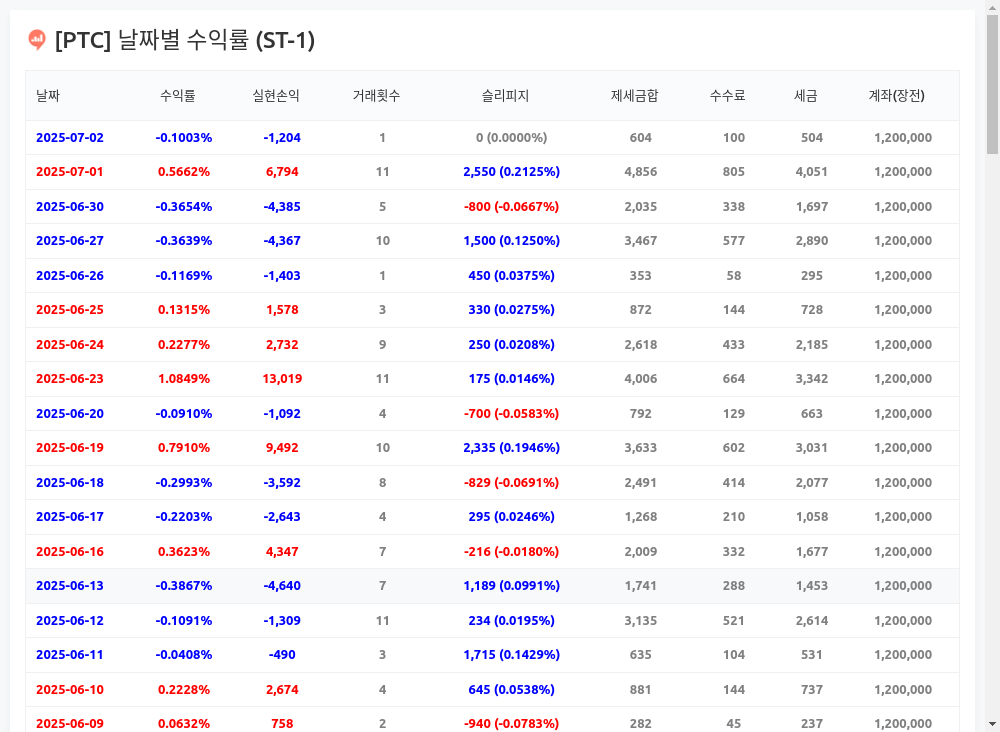 [PTC] 날짜별 수익률 (ST-1)
날짜 수익률 실현손익 거래횟수 슬리피지 제세금합 수수료 세금 계좌(장전)
2025-07-02 -0.1003% -1,204 1 0 (0.0000%) 604 100 504 1,200,000
2025-07-01 0.5662% 6,794 11 2,550 (0.2125%) 4,856 805 4,051 1,200,000
2025-06-30 -0.3654% -4,385 5 -800 (-0.0667%) 2,035 338 1,697 1,200,000
2025-06-27 -0.3639% -4,367 10 1,500 (0.1250%) 3,467 577 2,890 1,200,000
2025-06-26 -0.1169% -1,403 1 450 (0.0375%) 353 58 295 1,200,000
2025-06-25 0.1315% 1,578 3 330 (0.0275%) 872 144 728 1,200,000
2025-06-24 0.2277% 2,732 9 250 (0.0208%) 2,618 433 2,185 1,200,000
2025-06-23 1.0849% 13,019 11 175 (0.0146%) 4,006 664 3,342 1,200,000
2025-06-20 -0.0910% -1,092 4 -700 (-0.0583%) 792 129 663 1,200,000
2025-06-19 0.7910% 9,492 10 2,335 (0.1946%) 3,633 602 3,031 1,200,000
2025-06-18 -0.2993% -3,592 8 -829 (-0.0691%) 2,491 414 2,077 1,200,000
2025-06-17 -0.2203% -2,643 4 295 (0.0246%) 1,268 210 1,058 1,200,000
2025-06-16 0.3623% 4,347 7 -216 (-0.0180%) 2,009 332 1,677 1,200,000
2025-06-13 -0.3867% -4,640 7 1,189 (0.0991%) 1,741 288 1,453 1,200,000
2025-06-12 -0.1091% -1,309 11 234 (0.0195%) 3,135 521 2,614 1,200,000
2025-06-11 -0.0408% -490 3 1,715 (0.1429%) 635 104 531 1,200,000
2025-06-10 0.2228% 2,674 4 645 (0.0538%) 881 144 737 1,200,000
2025-06-09 0.0632% 758 2 -940 (-0.0783%) 282 45 237 1,200,000